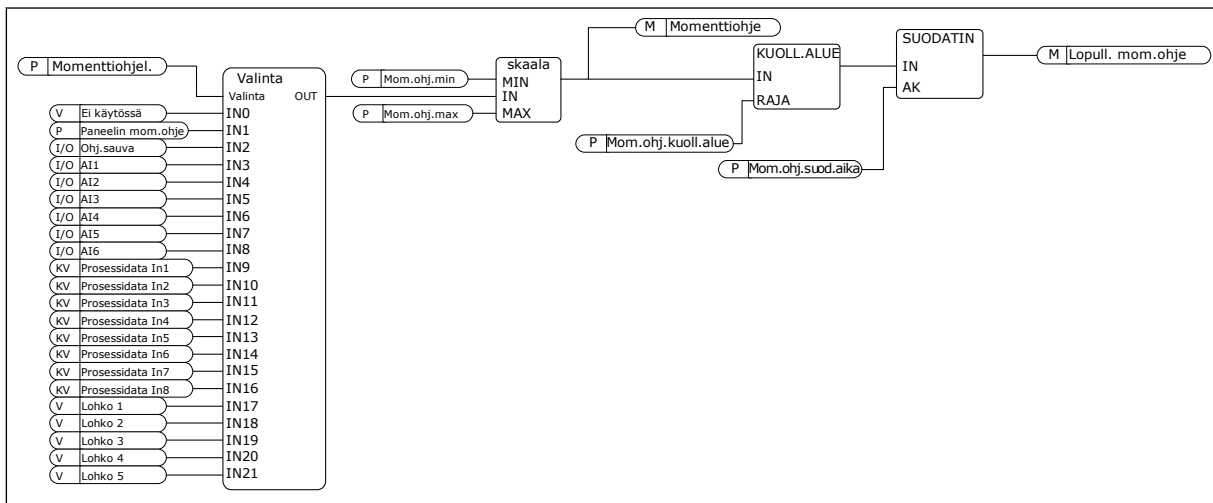 P Momenttiohjel.
Valinta
Valinta OUT
V Ei käytössä IN0
P Paneelin mom.ohje IN1
I/O Ohj.sauva IN2
I/O AI1 IN3
I/O AI2 IN4
I/O AI3 IN5
I/O AI4 IN6
I/O AI5 IN7
I/O AI6 IN8
KV Prosessidata In1 IN9
KV Prosessidata In2 IN10
KV Prosessidata In3 IN11
KV Prosessidata In4 IN12
KV Prosessidata In5 IN13
KV Prosessidata In6 IN14
KV Prosessidata In7 IN15
KV Prosessidata In8 IN16
V Lohko 1 IN17
V Lohko 2 IN18
V Lohko 3 IN19
V Lohko 4 IN20
V Lohko 5 IN21
P Mom.ohj.min
P Mom.ohj.max
skaala
MIN
IN
MAX
M Momenttiohje
KUOLL.ALUE
IN
RAJA
P Mom.ohj.kuoll.alue
SUODATIN
IN
AK
P Mom.ohj.suod.aika
M Lopull. mom.ohje